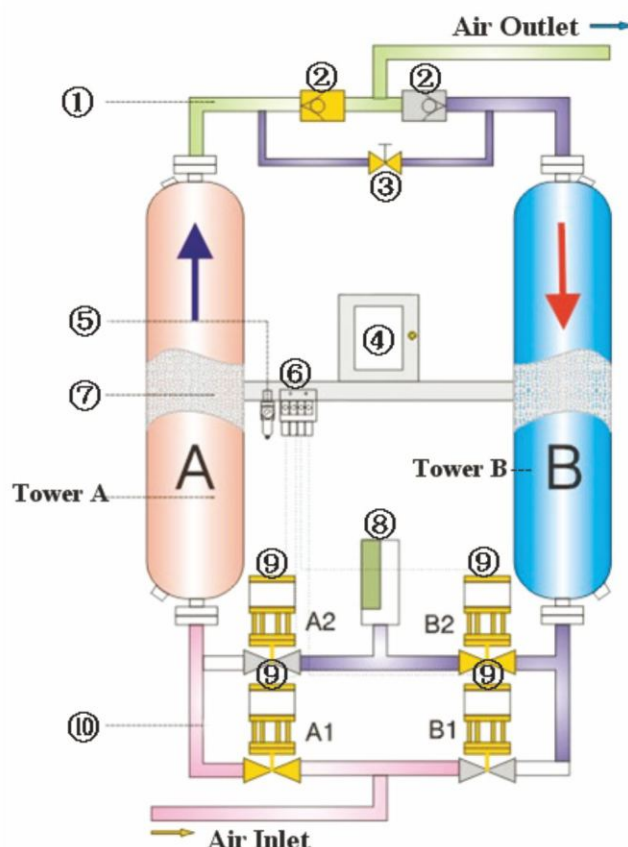 Air Outlet
② ②
①
③
⑤
④
⑥
⑦
A
Tower A
Tower B
B
⑧
⑨ ⑨
A2 B2
⑨ ⑨
⑩
A1 B1
Air Inlet